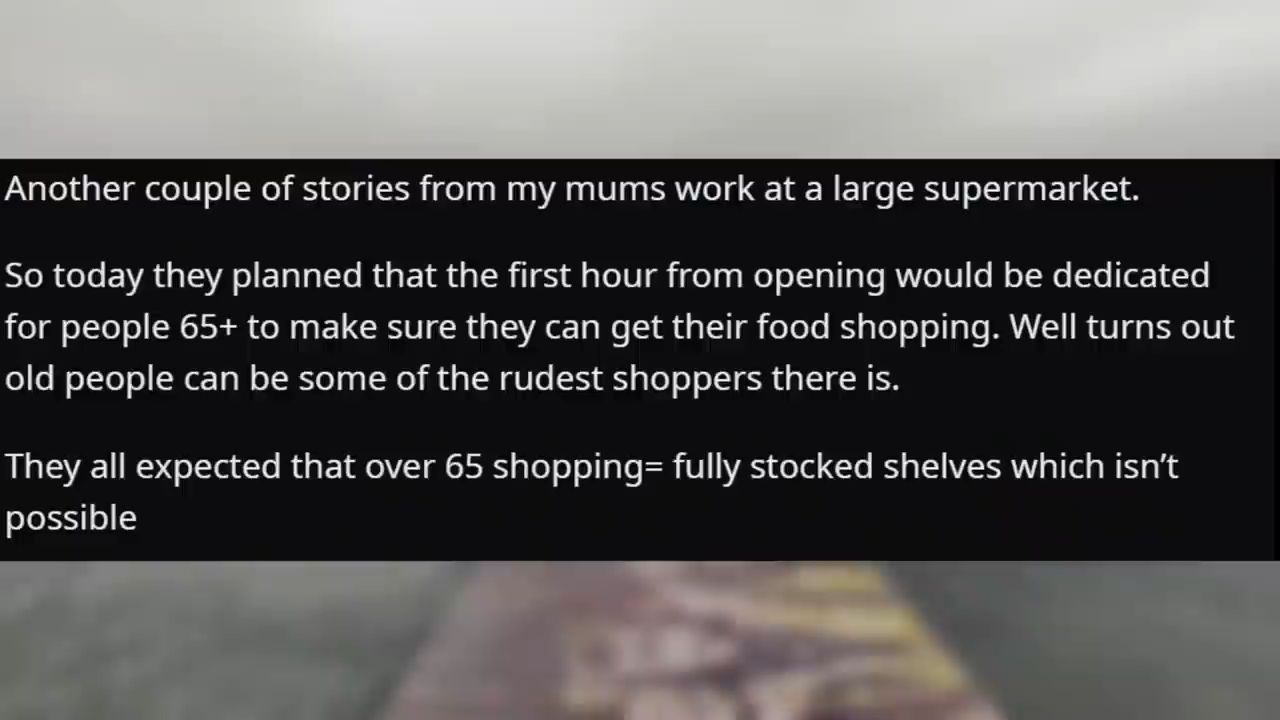 Another couple of stories from my mums work at a large supermarket.
So today they planned that the first hour from opening would be dedicated
for people 65+ to make sure they can get their food shopping. Well turns out
old people can be some of the rudest shoppers there is.
They all expected that over 65 shopping= fully stocked shelves which isn’t
possible